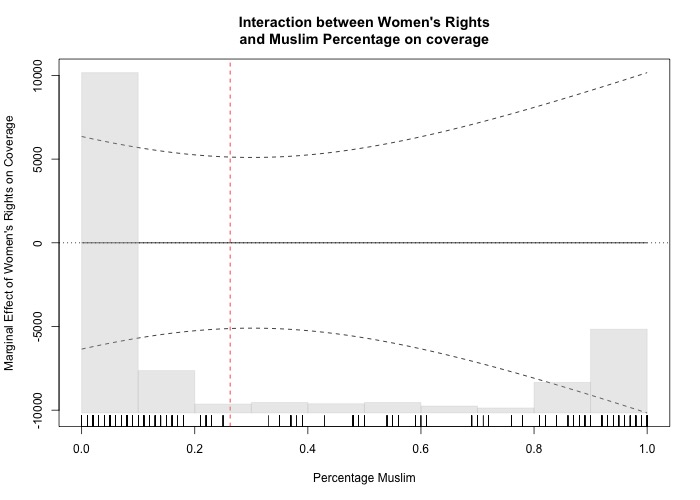 Interaction between Women's Rights
and Muslim Percentage on coverage
Marginal Effect of Women's Rights on Coverage
10000
5000
0
-5000
-10000
0.0 0.2 0.4 0.6 0.8 1.0
Percentage Muslim